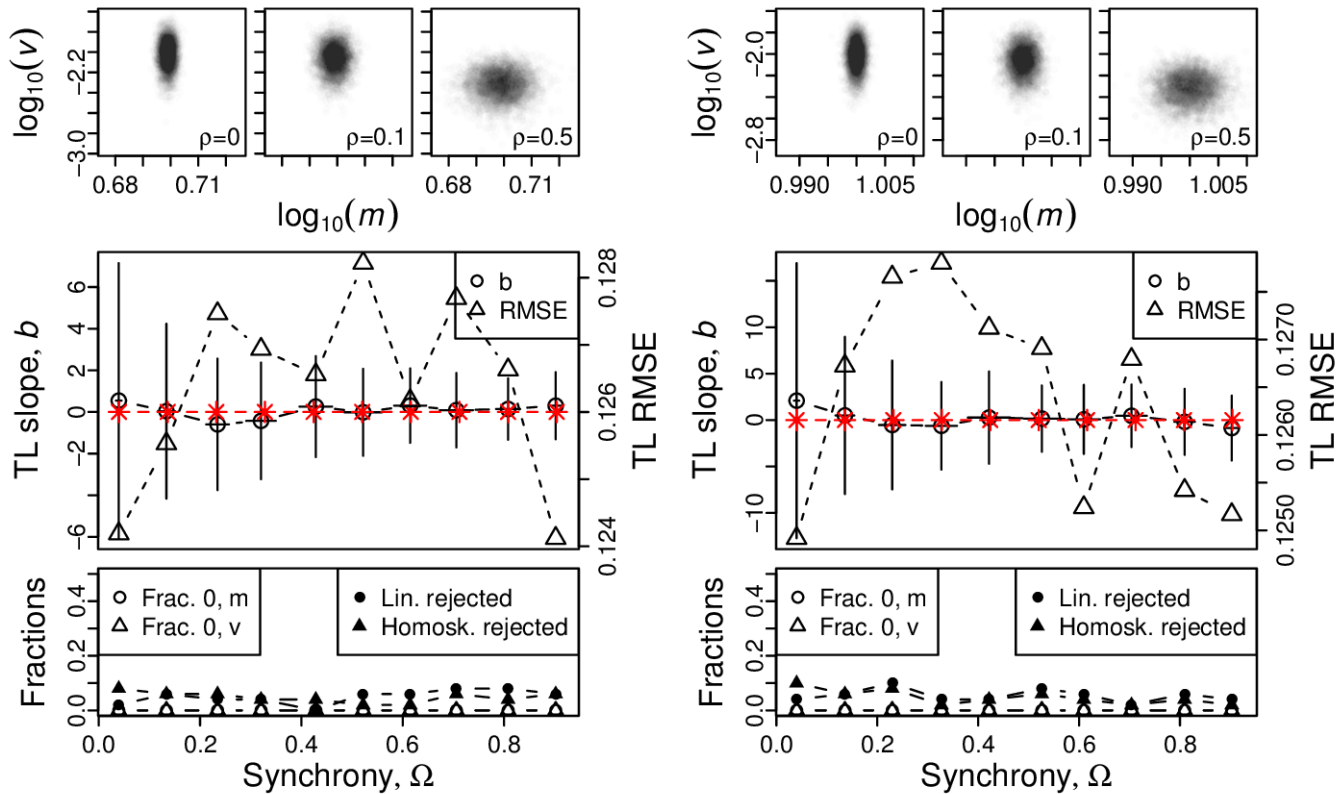 log10(v)
−2.2
−3.0
ρ=0
ρ=0.1
ρ=0.5
0.68 0.71 0.68 0.71
log10(m)
TL slope, b
6
4
2
0
−2
−6
b
RMSE
0.128
0.126
0.124
TL RMSE
Fractions
0.4
0.2
0.0
Frac. 0, m
Frac. 0, v
Lin. rejected
Homosk. rejected
0.0 0.2 0.4 0.6 0.8
Synchrony, Ω
log10(v)
−2.0
−2.8
ρ=0
ρ=0.1
ρ=0.5
0.990 1.005 0.990 1.005
log10(m)
TL slope, b
10
5
0
−10
b
RMSE
0.1270
0.1260
0.1250
TL RMSE
Fractions
0.4
0.2
0.0
Frac. 0, m
Frac. 0, v
Lin. rejected
Homosk. rejected
0.0 0.2 0.4 0.6 0.8
Synchrony, Ω